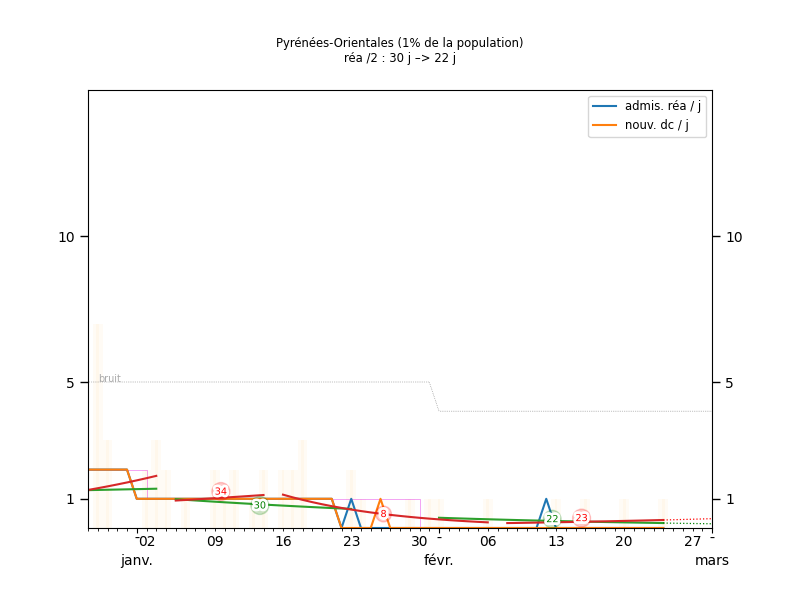 Pyrénées-Orientales (1% de la population)
réa /2 : 30 j –> 22 j
admis. réa / j
nouv. dc / j
10
10
bruit
5
5
34
30
8
22
23
1
1
02
09
16
23
30
06
13
20
27
janv.
févr.
mars